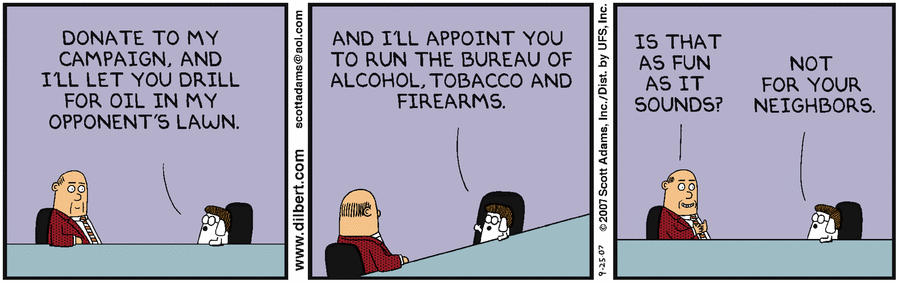 DONATE TO MY
CAMPAIGN, AND
I'LL LET YOU DRILL
FOR OIL IN MY
OPPONENT'S LAWN.
www.dilbert.com
scottadams@aol.com
AND I'LL APPOINT YOU
TO RUN THE BUREAU OF
ALCOHOL, TOBACCO AND
FIREARMS.
9-25-07
© 2007 Scott Adams, Inc./Dist. by UFS, Inc.
IS THAT
AS FUN
AS IT
SOUNDS?
NOT
FOR YOUR
NEIGHBORS.